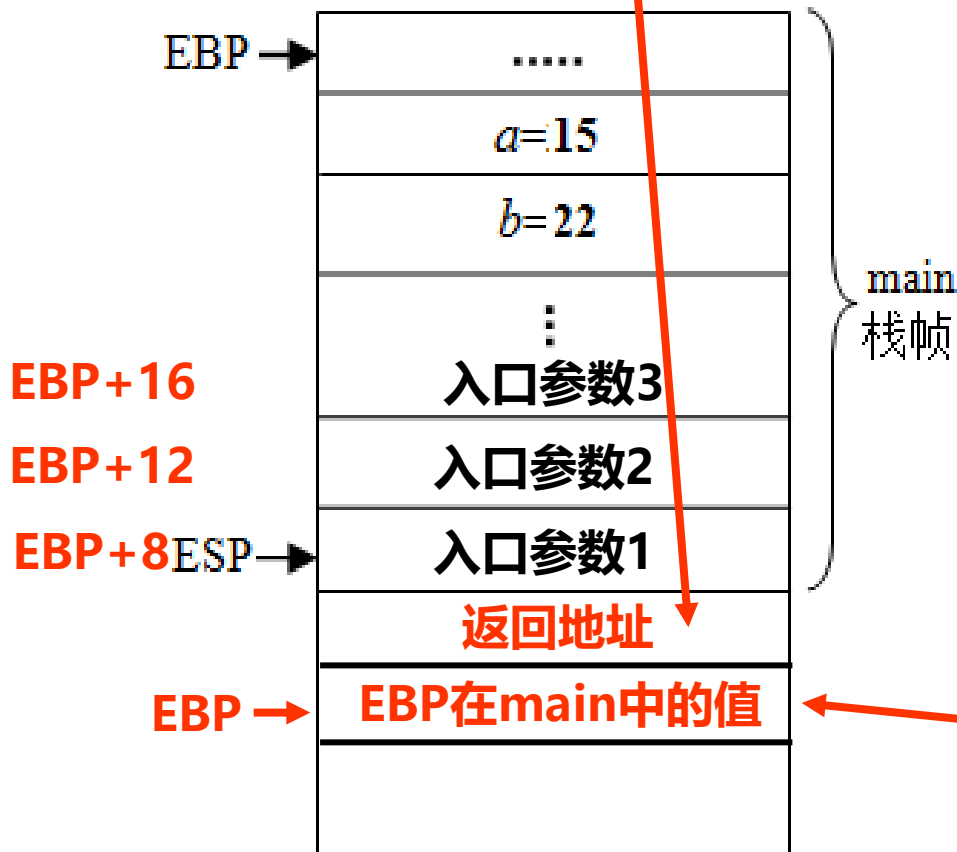 EBP
.....
a=15
b=22
⋮
main
栈帧
EBP+16
入口参数3
EBP+12
入口参数2
EBP+8
ESP
入口参数1
返回地址
EBP
EBP在main中的值